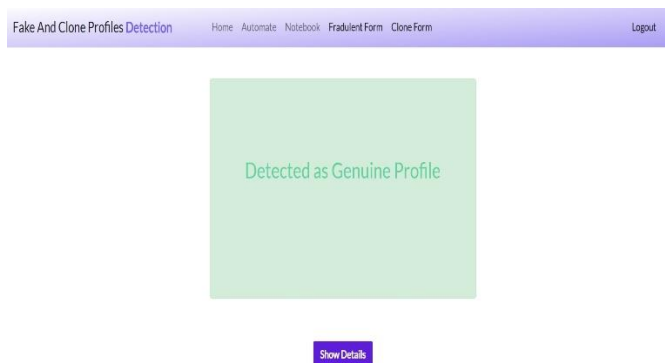 Fake And Clone Profiles Detection Home Automate Notebook Fradulent Form Clone Form Logout
Detected as Genuine Profile
Show Details